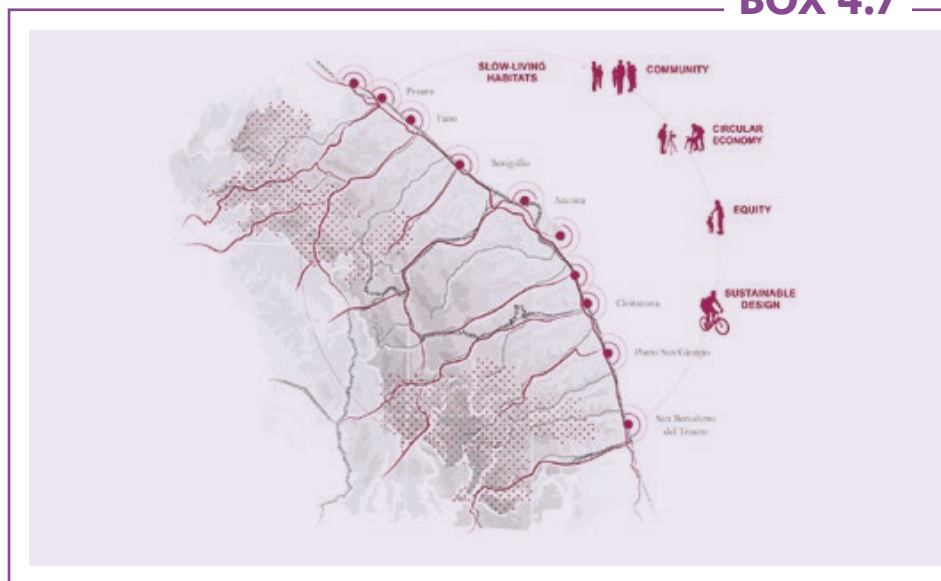 BOX 4.7
SLOW-LIVING
HABITATS
COMMUNITY
Pesaro
Fano
CIRCULAR
ECONOMY
Senigallia
Ancona
EQUITY
SUSTAINABLE
DESIGN
Civitanova
Porto San Giorgio
San Benedetto
del Tronto